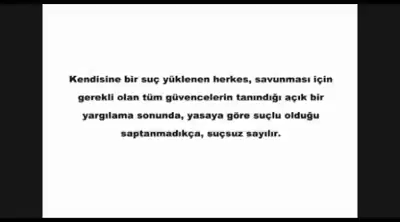 Kendisine bir suç yüklenen herkes, savunması için
gerekli olan tüm güvencelerin tanındığı açık bir
yargılama sonunda, yasaya göre suçlu olduğu
saptanmadıkça, suçsuz sayılır.